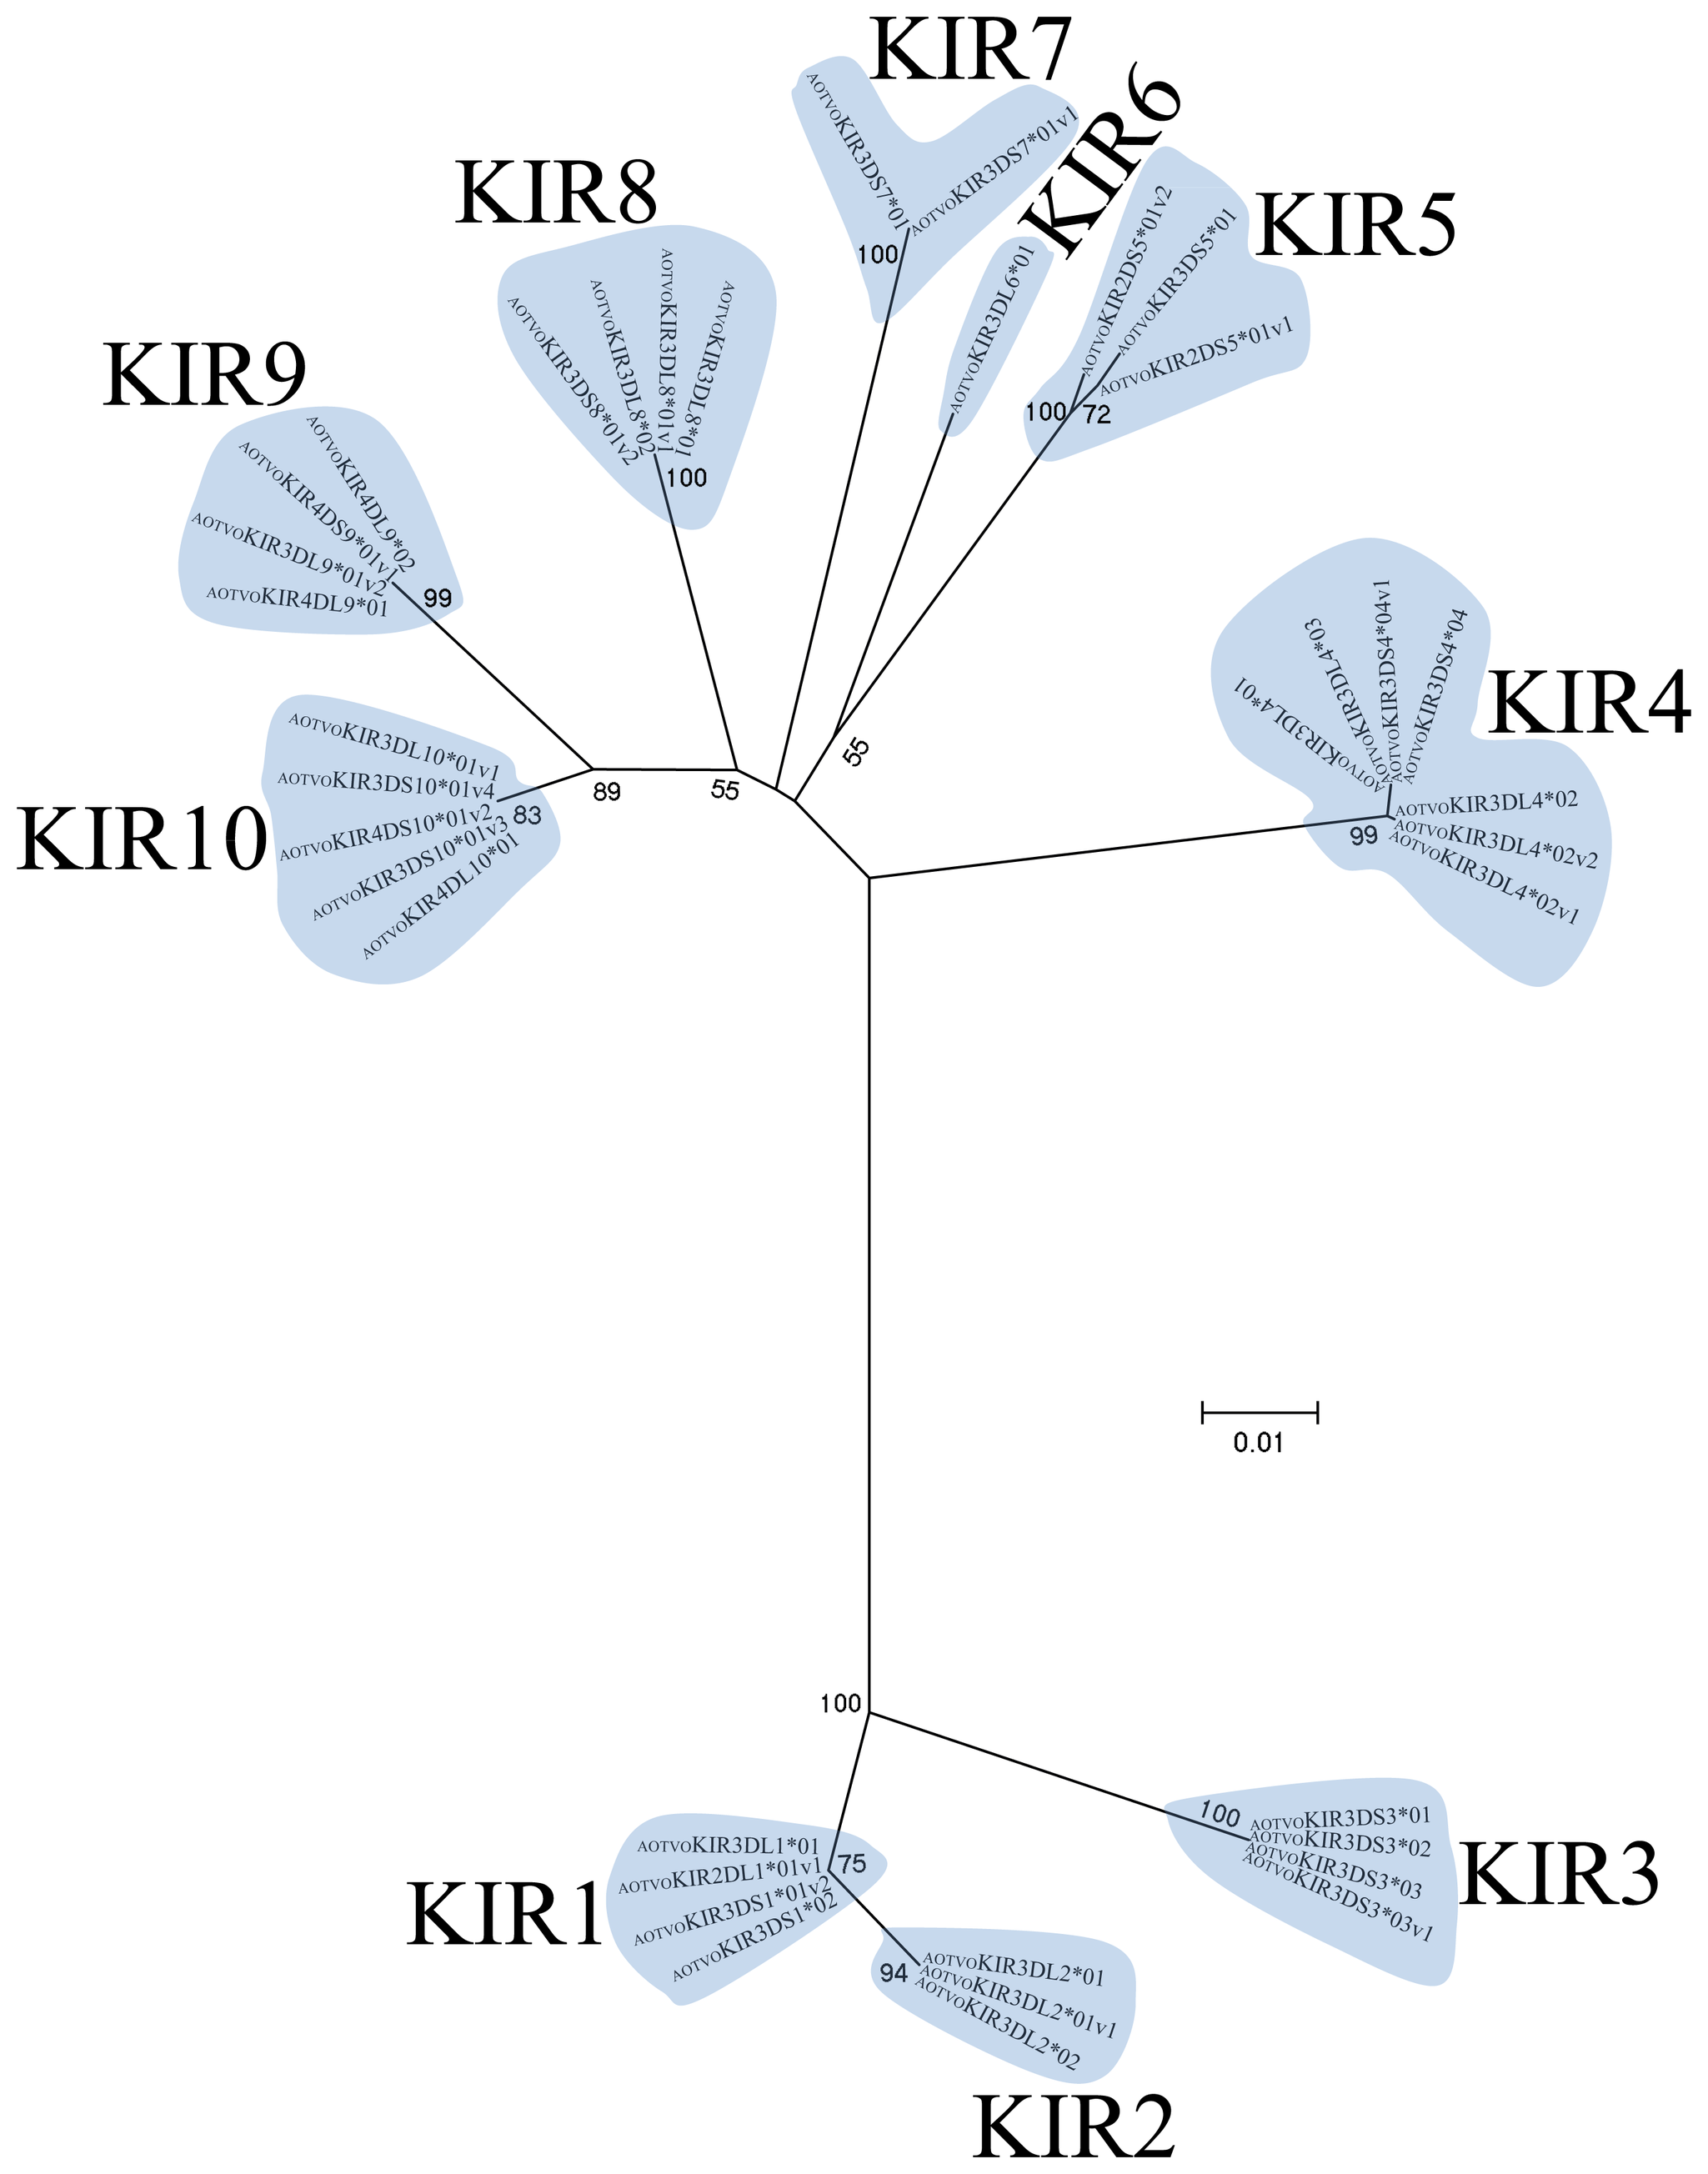 KIR7
AOTVOKIR3DS7*01
AOTVOKIR3DS7*01v1
100
KIR6
AOTVOKIR3DL6*01
KIR5
AOTVOKIR2DS5*01v2
AOTVOKIR3DS5*01
AOTVOKIR2DS5*01v1
100
72
KIR8
AOTVOKIR3DS8*01v2
AOTVOKIR3DL8*02
AOTVOKIR3DL8*01v1
AOTVOKIR3DL8*01
100
KIR9
AOTVOKIR4DL9*02
AOTVOKIR4DS9*01v1
AOTVOKIR3DL9*01v2
AOTVOKIR4DL9*01
99
KIR4
AOTVOKIR3DL4*01
AOTVOKIR3DL4*03
AOTVOKIR3DS4*04v1
AOTVOKIR3DS4*04
AOTVOKIR3DL4*02
AOTVOKIR3DL4*02v2
AOTVOKIR3DL4*02v1
99
KIR10
AOTVOKIR3DL10*01v1
AOTVOKIR3DS10*01v4
AOTVOKIR4DS10*01v2
AOTVOKIR3DS10*01v3
AOTVOKIR4DL10*01
83
89
55
55
0.01
100
KIR1
AOTVOKIR3DL1*01
AOTVOKIR2DL1*01v1
AOTVOKIR3DS1*01v2
AOTVOKIR3DS1*02
75
KIR3
100
AOTVOKIR3DS3*01
AOTVOKIR3DS3*02
AOTVOKIR3DS3*03
AOTVOKIR3DS3*03v1
94
AOTVOKIR3DL2*01
AOTVOKIR3DL2*01v1
AOTVOKIR3DL2*02
KIR2